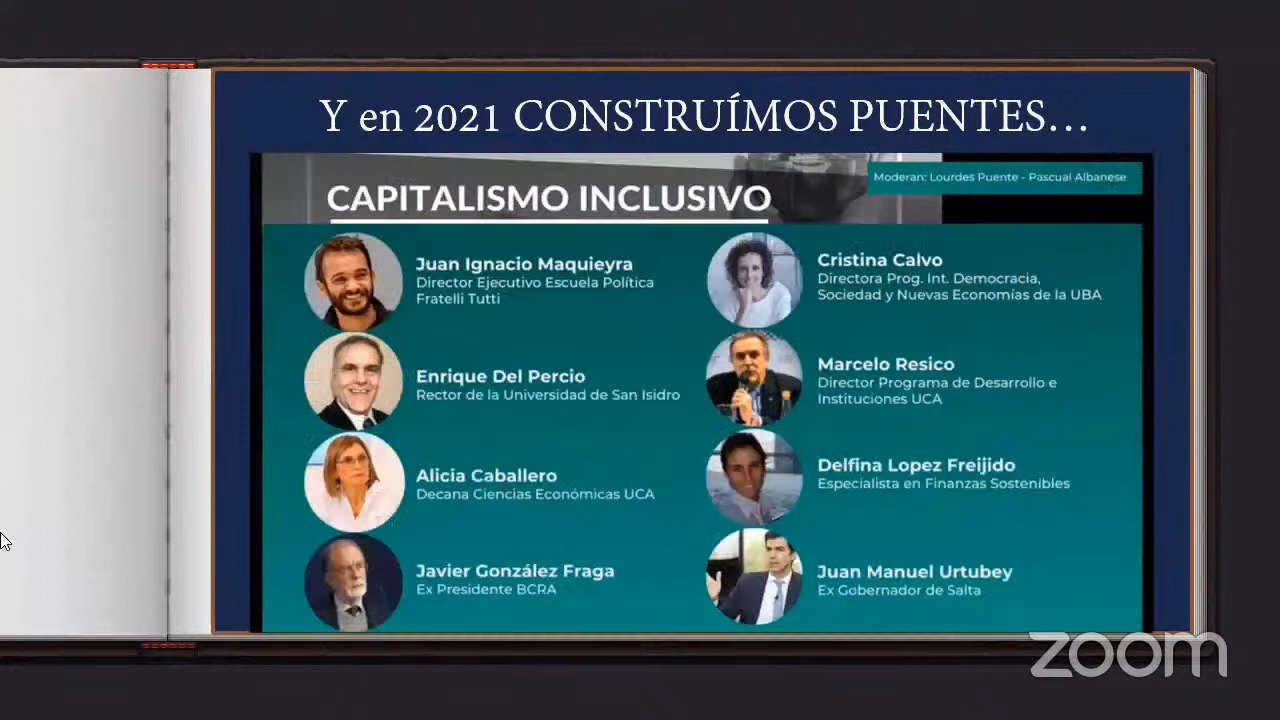 Y en 2021 CONSTRUÍMOS PUENTES...
Moderan: Lourdes Puente - Pascual Albanese
CAPITALISMO INCLUSIVO
Juan Ignacio Maquieyra
Director Ejecutivo Escuela Política
Fratelli Tutti
Enrique Del Percio
Rector de la Universidad de San Isidro
Alicia Caballero
Decana Ciencias Económicas UCA
Javier González Fraga
Ex Presidente BCRA
Cristina Calvo
Directora Prog. Int. Democracia,
Sociedad y Nuevas Economías de la UBA
Marcelo Resico
Director Programa de Desarrollo e
Instituciones UCA
Delfina Lopez Freijido
Especialista en Finanzas Sostenibles
Juan Manuel Urtubey
Ex Gobernador de Salta
zoom